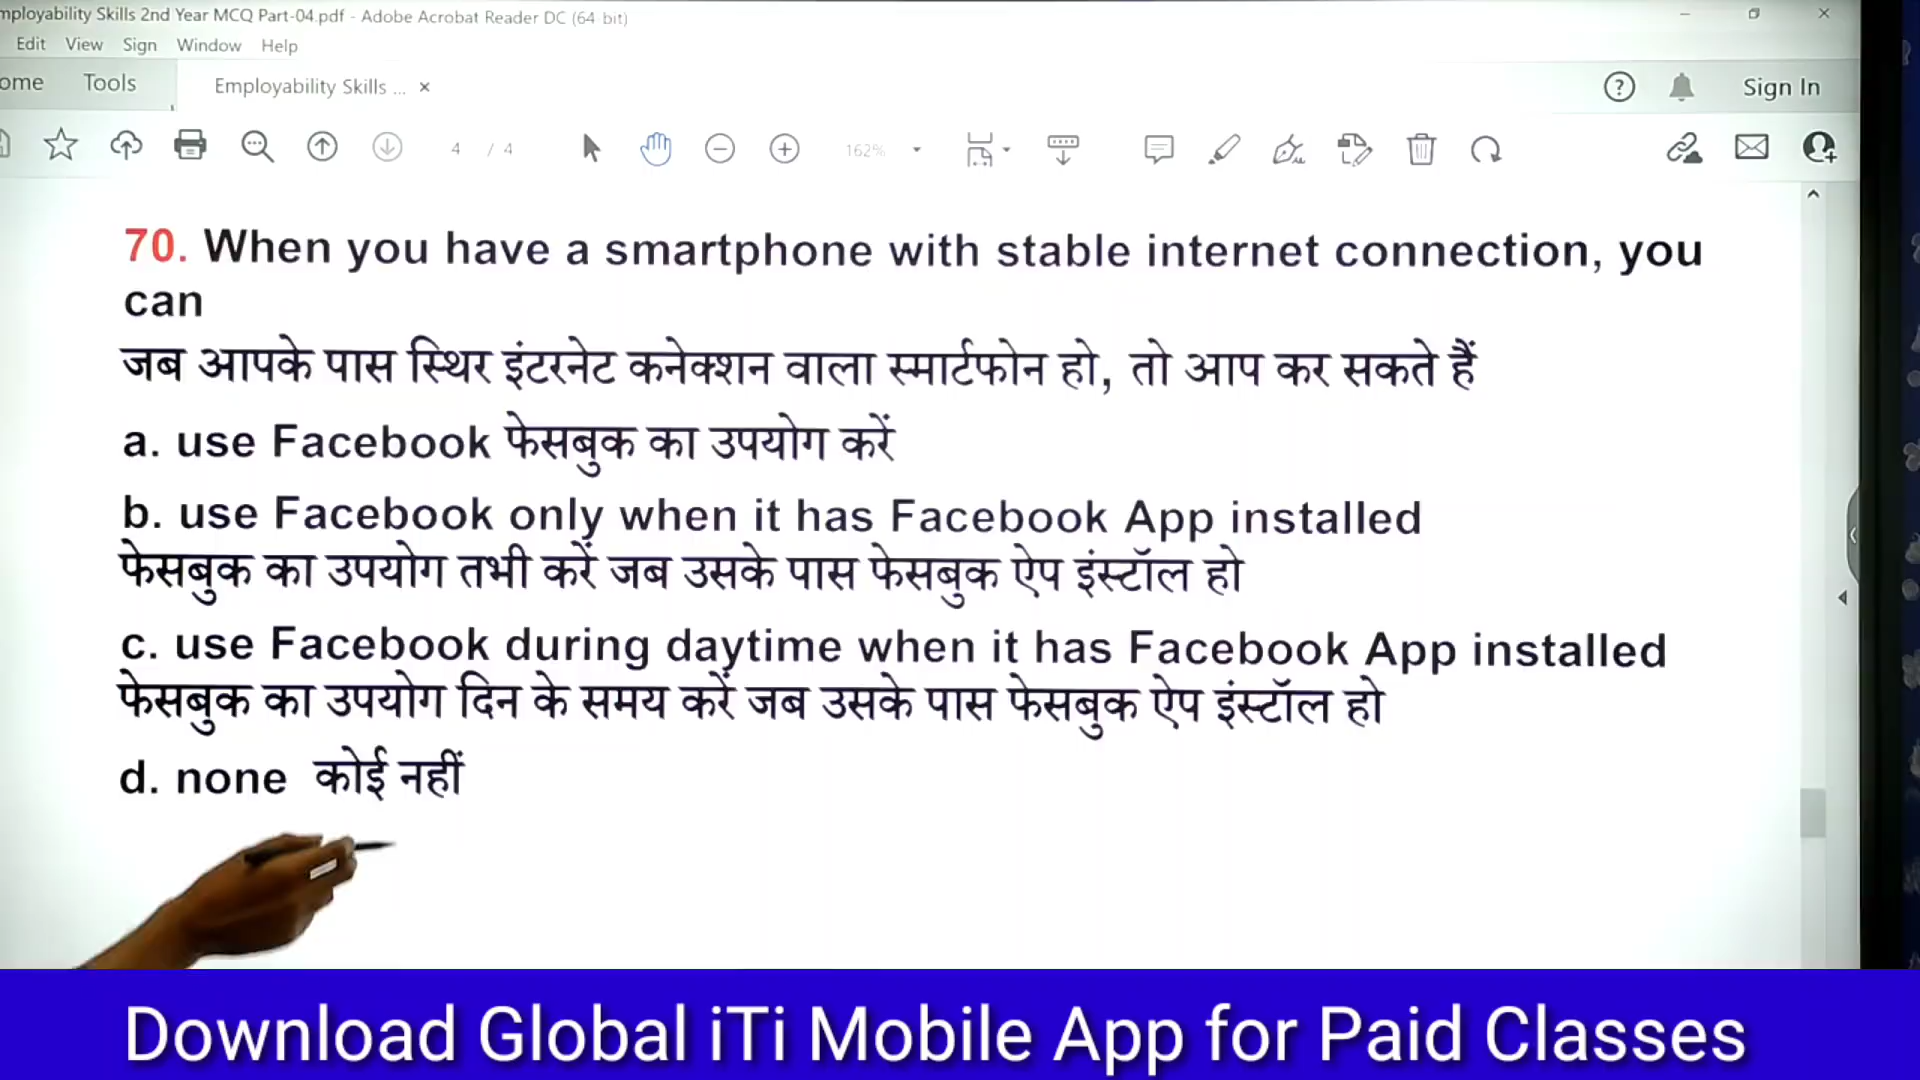 mployability Skills 2nd Year MCQ Part-04.pdf - Adobe Acrobat Reader DC (64-bit)
Edit View Sign Window Help
ome Tools Employability Skills ... Sign In
4 / 4 162%
70. When you have a smartphone with stable internet connection, you
can
जब आपके पास स्थिर इंटरनेट कनेक्शन वाला स्मार्टफोन हो, तो आप कर सकते हैं
a. use Facebook फेसबुक का उपयोग करें
b. use Facebook only when it has Facebook App installed
फेसबुक का उपयोग तभी करें जब उसके पास फेसबुक ऐप इंस्टॉल हो
c. use Facebook during daytime when it has Facebook App installed
फेसबुक का उपयोग दिन के समय करें जब उसके पास फेसबुक ऐप इंस्टॉल हो
d. none कोई नहीं
Download Global iTi Mobile App for Paid Classes